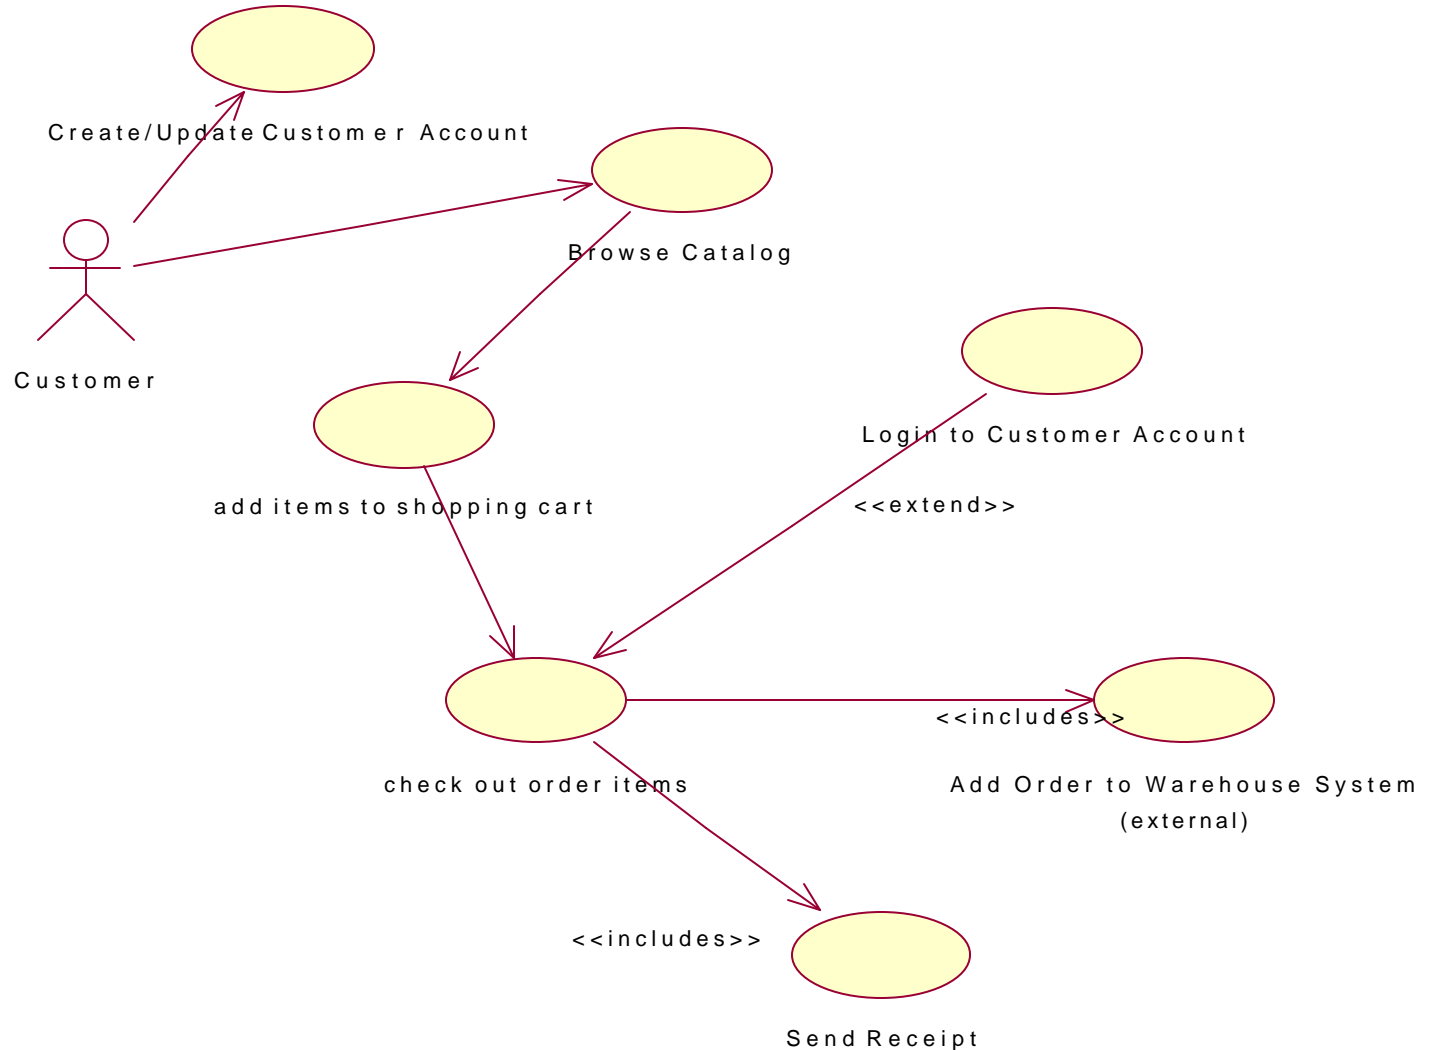 Create/Update Customer Account
Browse Catalog
Customer
Login to Customer Account
add items to shopping cart
<<extend>>
<<includes>>
check out order items
Add Order to Warehouse System
(external)
<<includes>>
Send Receipt